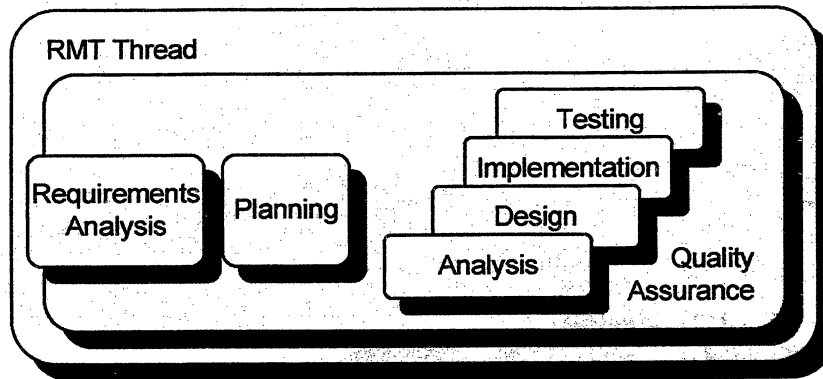 RMT Thread
Requirements
Analysis
Planning
Testing
Implementation
Design
Analysis
Quality
Assurance